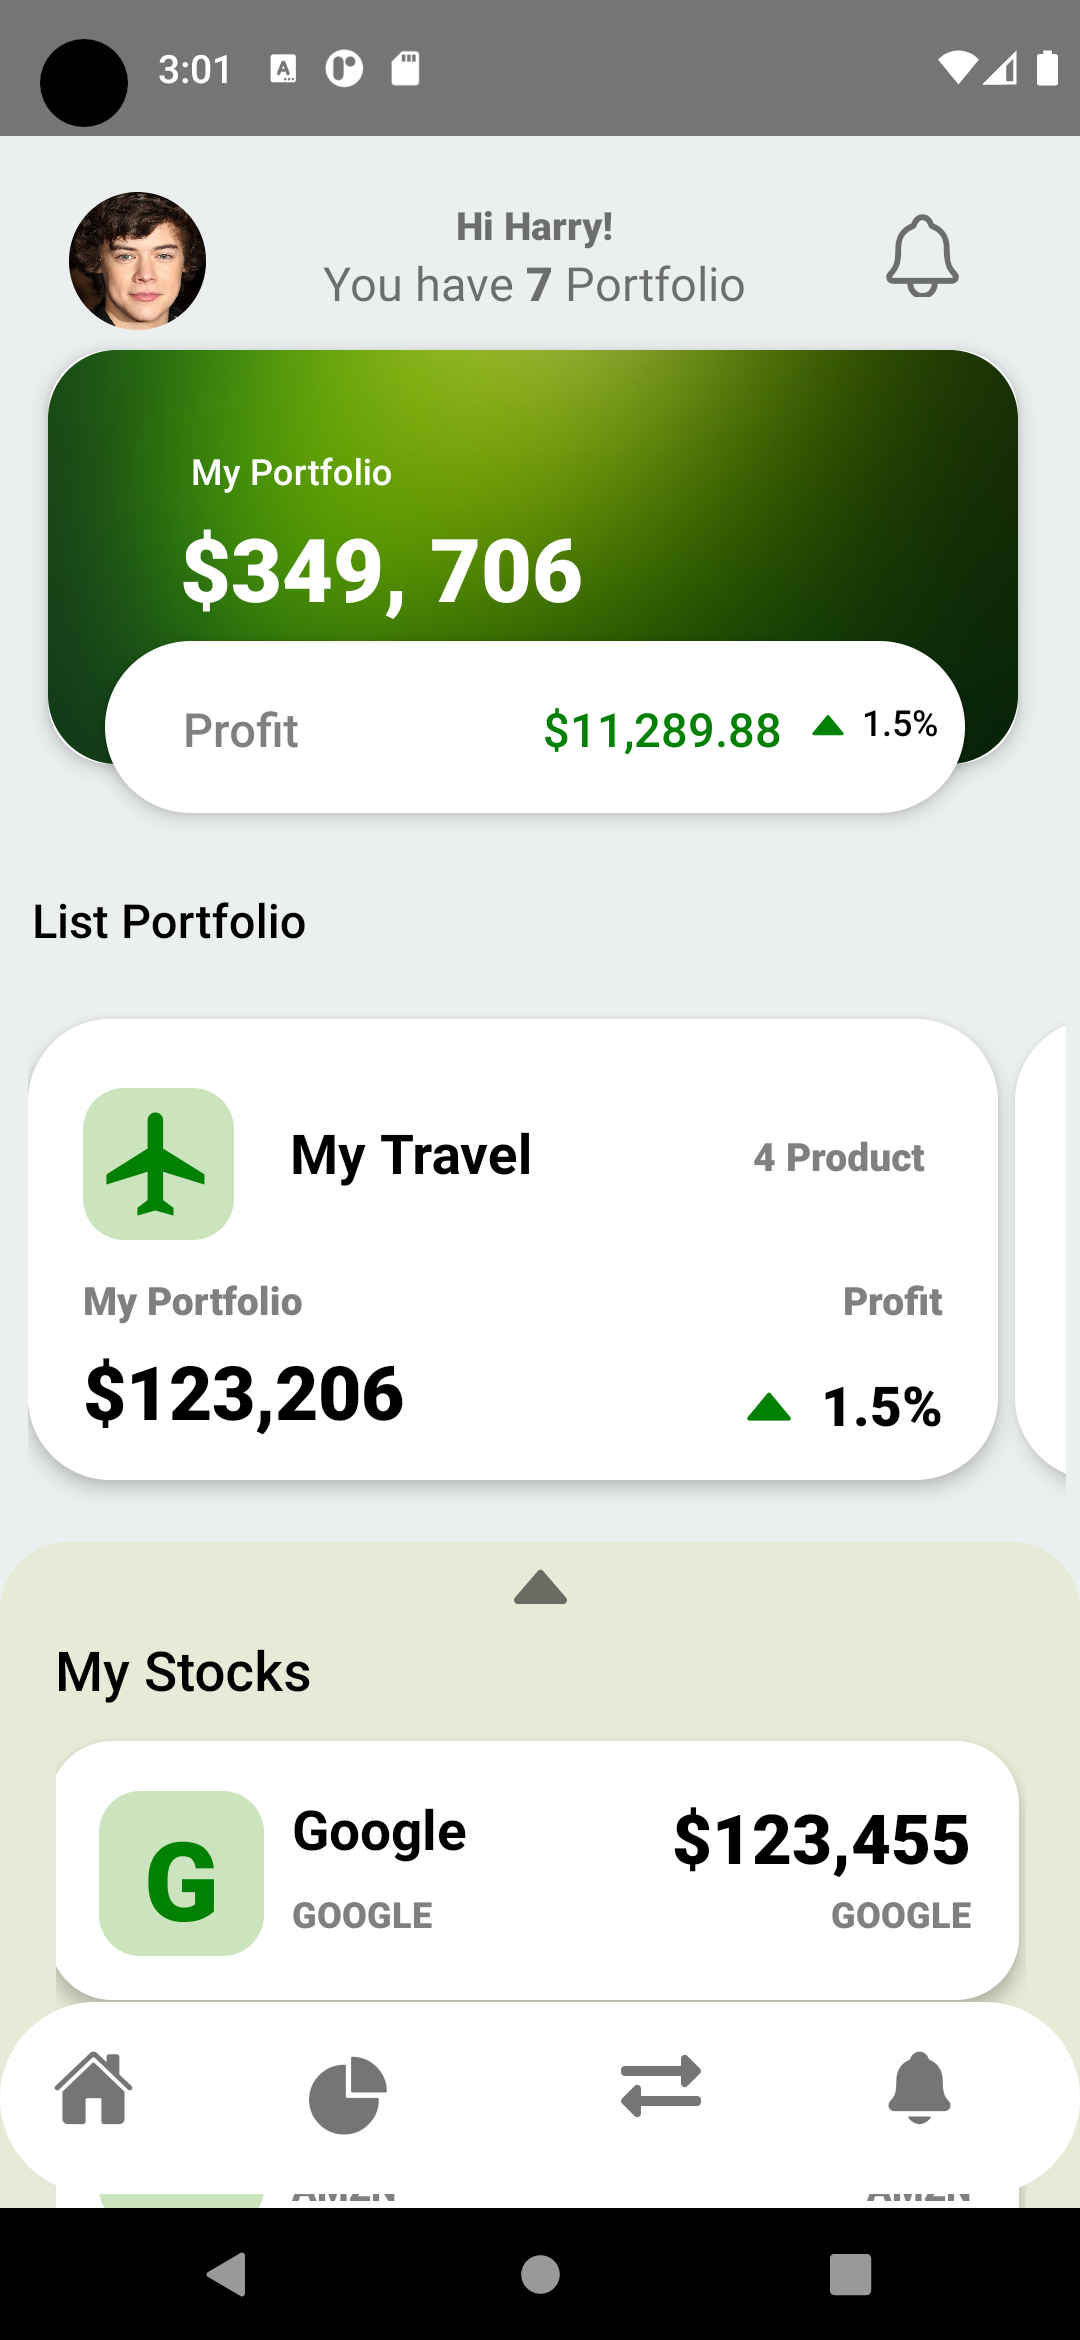 3:01
Hi Harry!
You have 7 Portfolio
My Portfolio
$349, 706
Profit $11,289.88 1.5%
List Portfolio
My Travel 4 Product
My Portfolio Profit
$123,206 1.5%
My Stocks
G Google $123,455
GOOGLE GOOGLE